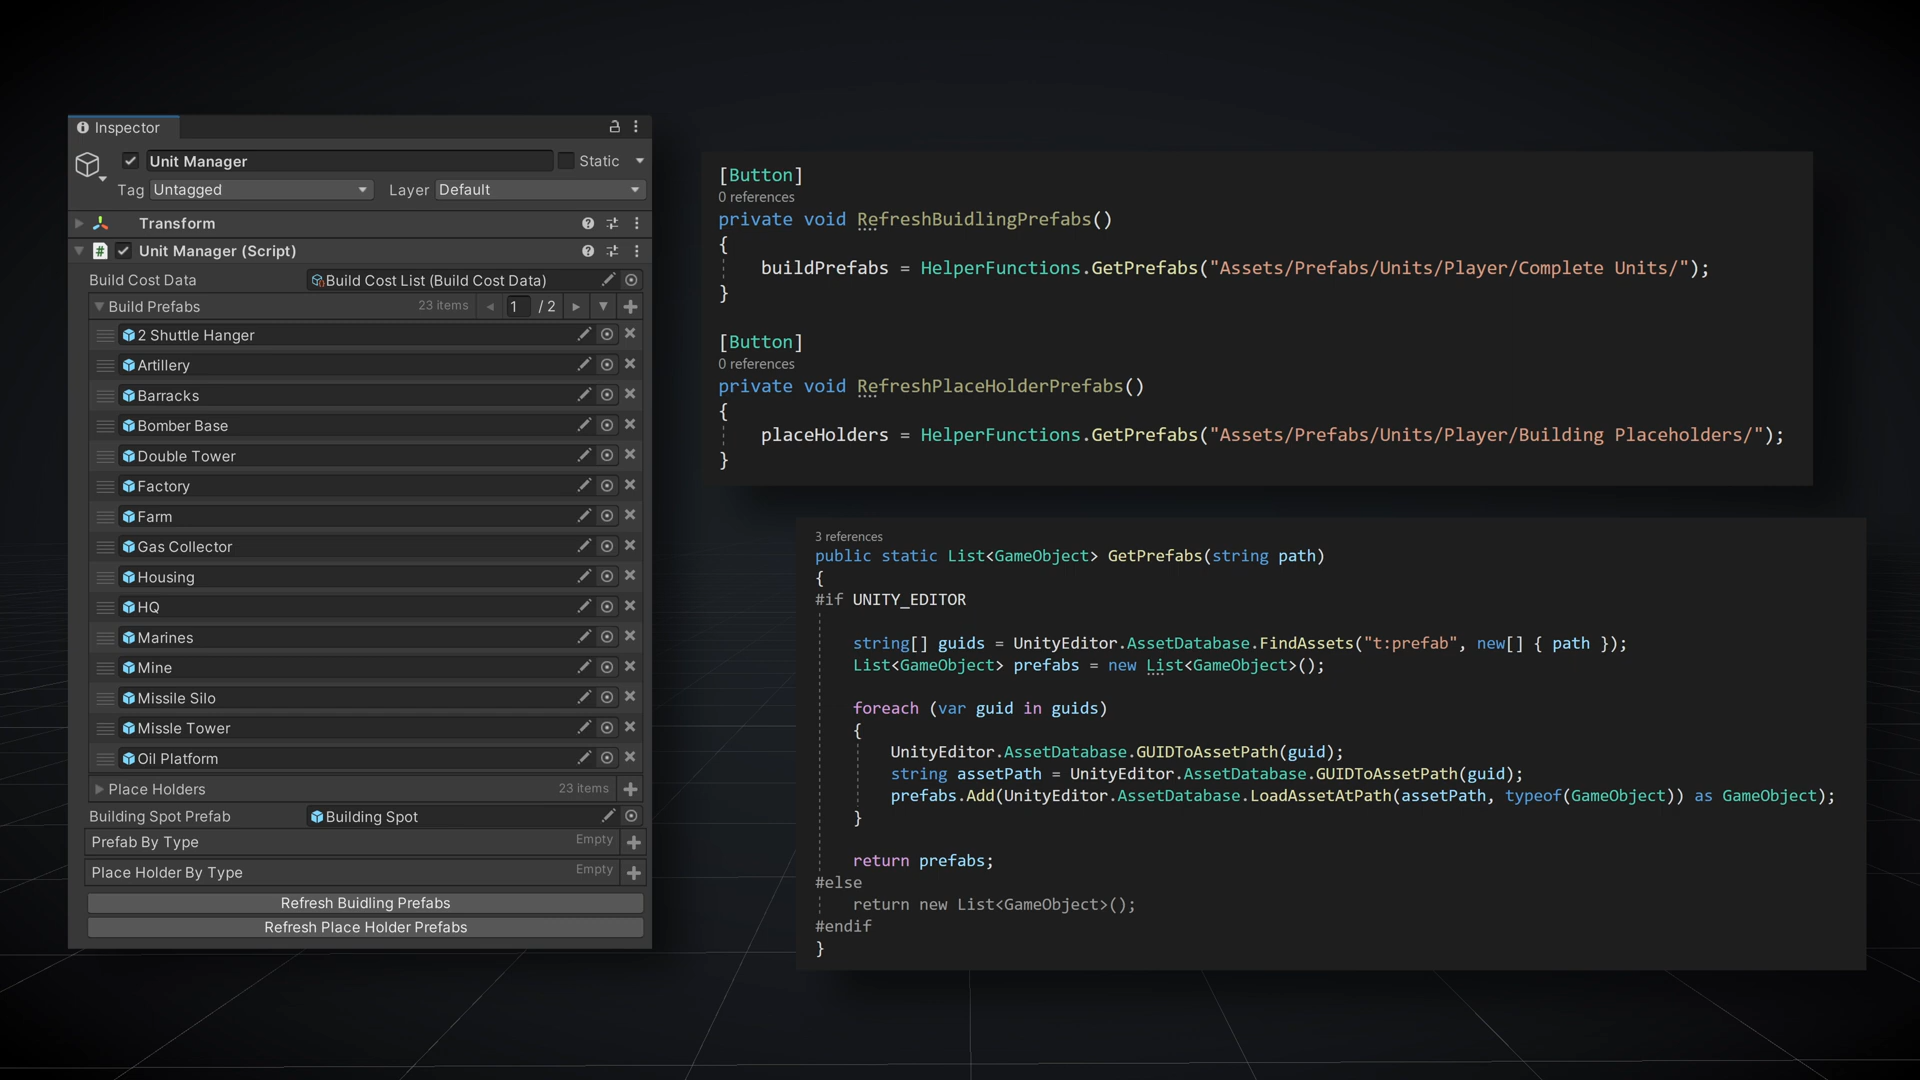 Inspector
Unit Manager
Static
Tag Untagged Layer Default
Transform
Unit Manager (Script)
Build Cost Data Build Cost List (Build Cost Data)
Build Prefabs 23 items 1 / 2
2 Shuttle Hanger
Artillery
Barracks
Bomber Base
Double Tower
Factory
Farm
Gas Collector
Housing
HQ
Marines
Mine
Missile Silo
Missle Tower
Oil Platform
Place Holders 23 items
Building Spot Prefab Building Spot
Prefab By Type Empty
Place Holder By Type Empty
Refresh Buidling Prefabs
Refresh Place Holder Prefabs
[Button]
0 references
private void RefreshBuidlingPrefabs()
{
buildPrefabs = HelperFunctions.GetPrefabs("Assets/Prefabs/Units/Player/Complete Units/");
}
[Button]
0 references
private void RefreshPlaceHolderPrefabs()
{
placeHolders = HelperFunctions.GetPrefabs("Assets/Prefabs/Units/Player/Building Placeholders/");
}
3 references
public static List<GameObject> GetPrefabs(string path)
{
#if UNITY_EDITOR
string[] guids = UnityEditor.AssetDatabase.FindAssets("t:prefab", new[] { path });
List<GameObject> prefabs = new List<GameObject>();
foreach (var guid in guids)
{
UnityEditor.AssetDatabase.GUIDToAssetPath(guid);
string assetPath = UnityEditor.AssetDatabase.GUIDToAssetPath(guid);
prefabs.Add(UnityEditor.AssetDatabase.LoadAssetAtPath(assetPath, typeof(GameObject)) as GameObject);
}
return prefabs;
#else
return new List<GameObject>();
#endif
}